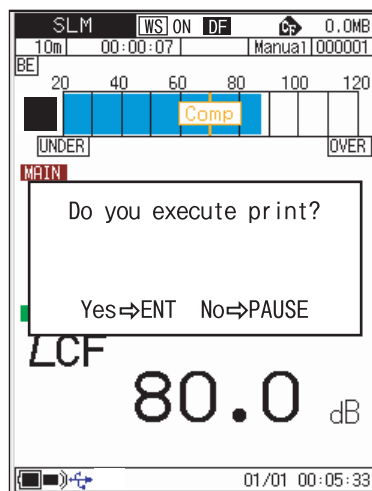 SLM WS ON DF CF 0.0MB
10m 00:00:07 Manual 000001
BE
20 40 60 80 100 120
Comp
UNDER OVER
MAIN
Do you execute print?
Yes⇨ENT No⇨PAUSE
LCF
80.0 dB
01/01 00:05:33